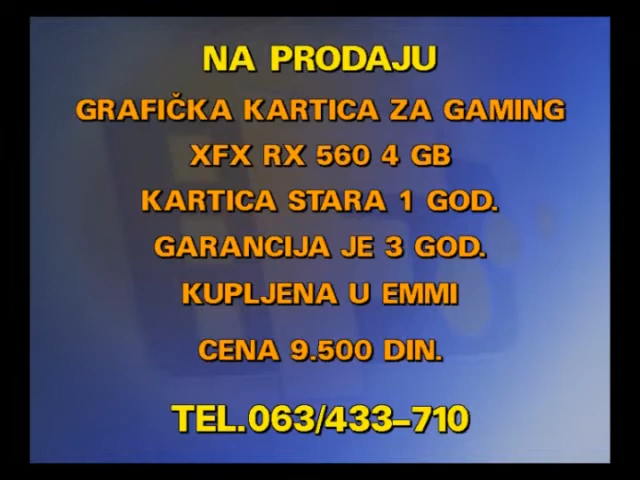 NA PRODAJU
GRAFIČKA KARTICA ZA GAMING
XFX RX 560 4 GB
KARTICA STARA 1 GOD.
GARANCIJA JE 3 GOD.
KUPLJENA U EMMI
CENA 9.500 DIN.
TEL.063/433-710